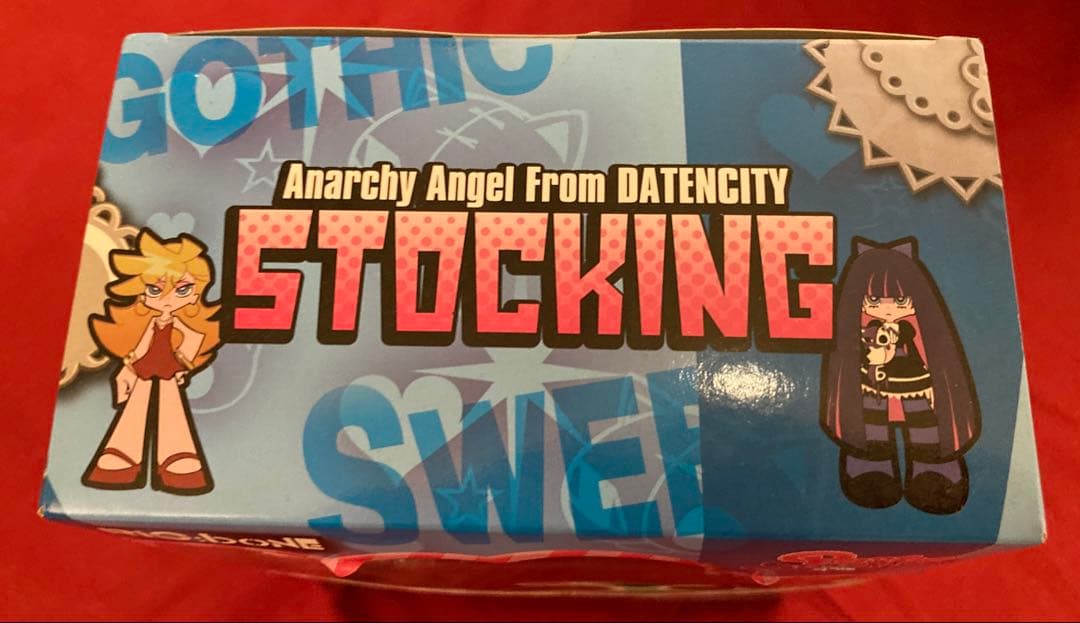 GOTHIC
Anarchy Angel From DATENCITY
STOCKING
SWEE